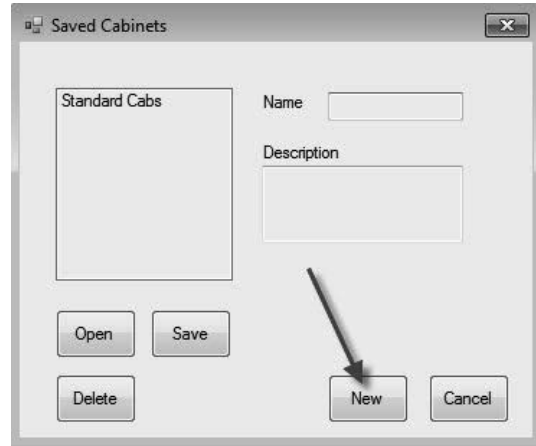 Saved Cabinets
Standard Cabs
Name
Description
Open
Save
Delete
New
Cancel